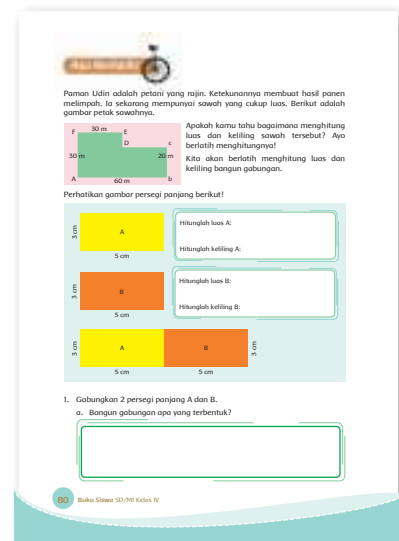 Paman Udin adalah petani yang rajin. Ketekunannya membuat hasil panen
melimpah. Ia sekarang mempunyai sawah yang cukup luas. Berikut adalah
gambar petak sawahnya.
F 30 m E
D c
30 m 20 m
A 60 m b
Apakah kamu tahu bagaimana menghitung
luas dan keliling sawah tersebut? Ayo
berlatih menghitungnya!
Kita akan berlatih menghitung luas dan
keliling bangun gabungan.
Perhatikan gambar persegi panjang berikut!
3 cm
A
5 cm
Hitunglah luas A:
Hitunglah keliling A:
3 cm
B
5 cm
Hitunglah luas B:
Hitunglah keliling B:
3 cm A B 3 cm
5 cm 5 cm
1. Gabungkan 2 persegi panjang A dan B.
a. Bangun gabungan apa yang terbentuk?
80 Buku Siswa SD/MI Kelas IV